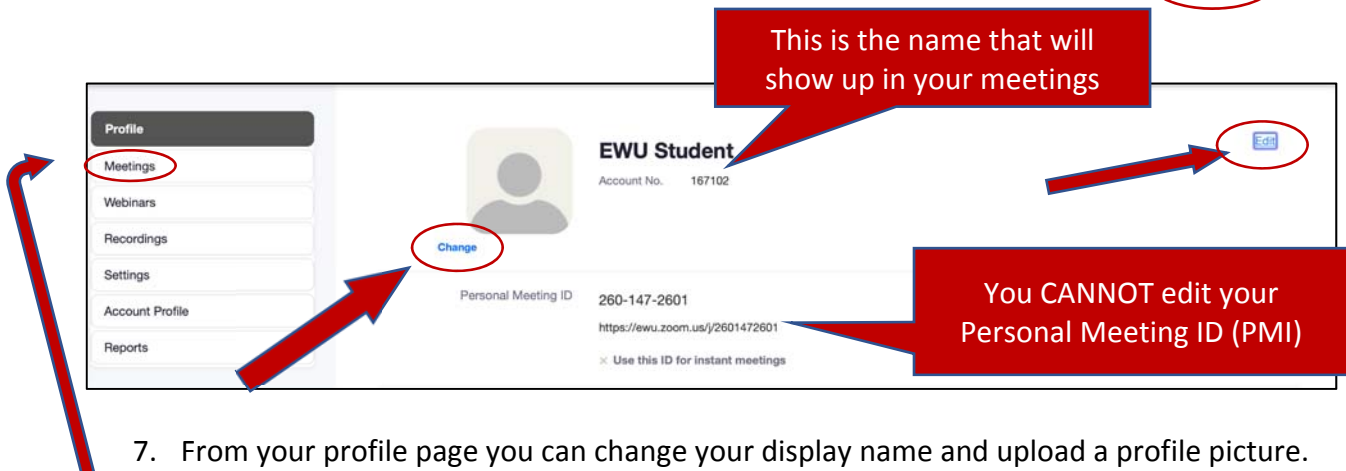 This is the name that will
show up in your meetings
Profile
Meetings
Webinars
Recordings
Settings
Account Profile
Reports
Change
EWU Student
Account No. 167102
Edit
Personal Meeting ID
260-147-2601
https://ewu.zoom.us/j/2601472601
× Use this ID for instant meetings
You CANNOT edit your
Personal Meeting ID (PMI)
7. From your profile page you can change your display name and upload a profile picture.